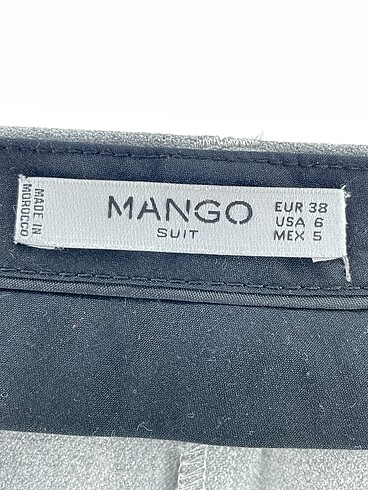 MADE IN
MOROCCO
MANGO
SUIT
EUR 38
USA 6
MEX 5